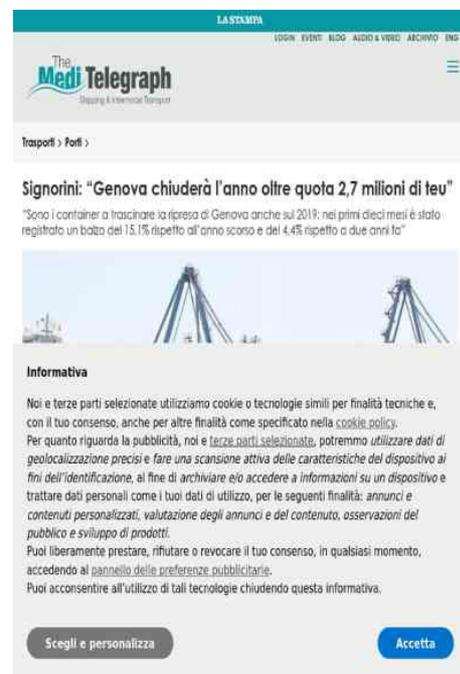 LA STAMPA
LOGIN EVENTI BLOG AUDIO & VIDEO ARCHIVIO ENG
The
Medi Telegraph
Shipping & Intermodal Transport
Trasporti > Porti >
Signorini: “Genova chiuderà l’anno oltre quota 2,7 milioni di teu”
“Sono i container a trascinare la ripresa di Genova anche sul 2019: nei primi dieci mesi è stato
registrato un balzo del 15,1% rispetto all’anno scorso e del 4,4% rispetto a due anni fa”
Informativa
Noi e terze parti selezionate utilizziamo cookie o tecnologie simili per finalità tecniche e,
con il tuo consenso, anche per altre finalità come specificato nella cookie policy.
Per quanto riguarda la pubblicità, noi e terze parti selezionate, potremmo utilizzare dati di
geolocalizzazione precisi e fare una scansione attiva delle caratteristiche del dispositivo ai
fini dell’identificazione, al fine di archiviare e/o accedere a informazioni su un dispositivo e
trattare dati personali come i tuoi dati di utilizzo, per le seguenti finalità: annunci e
contenuti personalizzati, valutazione degli annunci e del contenuto, osservazioni del
pubblico e sviluppo di prodotti.
Puoi liberamente prestare, rifiutare o revocare il tuo consenso, in qualsiasi momento,
accedendo al pannello delle preferenze pubblicitarie.
Puoi acconsentire all’utilizzo di tali tecnologie chiudendo questa informativa.
Scegli e personalizza
Accetta